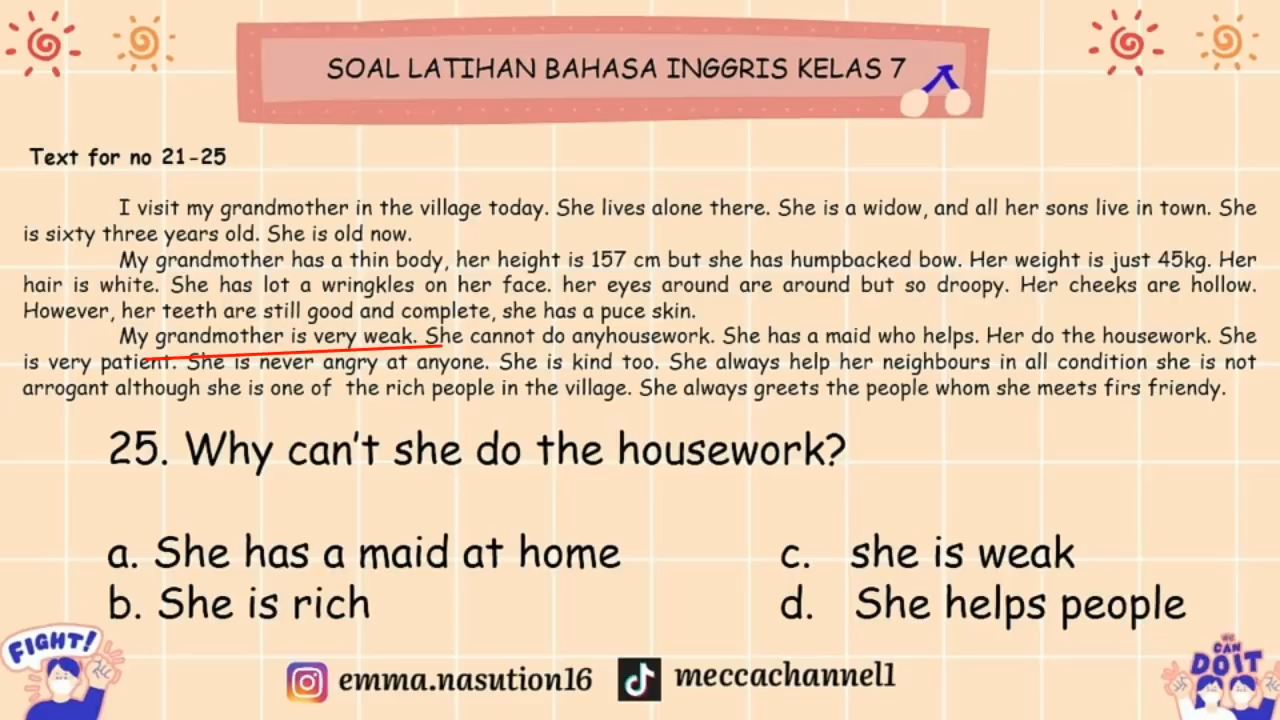 SOAL LATIHAN BAHASA INGGRIS KELAS 7
Text for no 21-25
I visit my grandmother in the village today. She lives alone there. She is a widow, and all her sons live in town. She
is sixty three years old. She is old now.
My grandmother has a thin body, her height is 157 cm but she has humpbacked bow. Her weight is just 45kg. Her
hair is white. She has lot a wringkles on her face. her eyes around are around but so droopy. Her cheeks are hollow.
However, her teeth are still good and complete, she has a puce skin.
My grandmother is very weak. She cannot do anyhousework. She has a maid who helps. Her do the housework. She
is very patient. She is never angry at anyone. She is kind too. She always help her neighbours in all condition she is not
arrogant although she is one of the rich people in the village. She always greets the people whom she meets firs friendy.
25. Why can't she do the housework?
a. She has a maid at home
b. She is rich
c. she is weak
d. She helps people
FIGHT!
emma.nasution16
meccachannel1
WE
CAN
DO IT